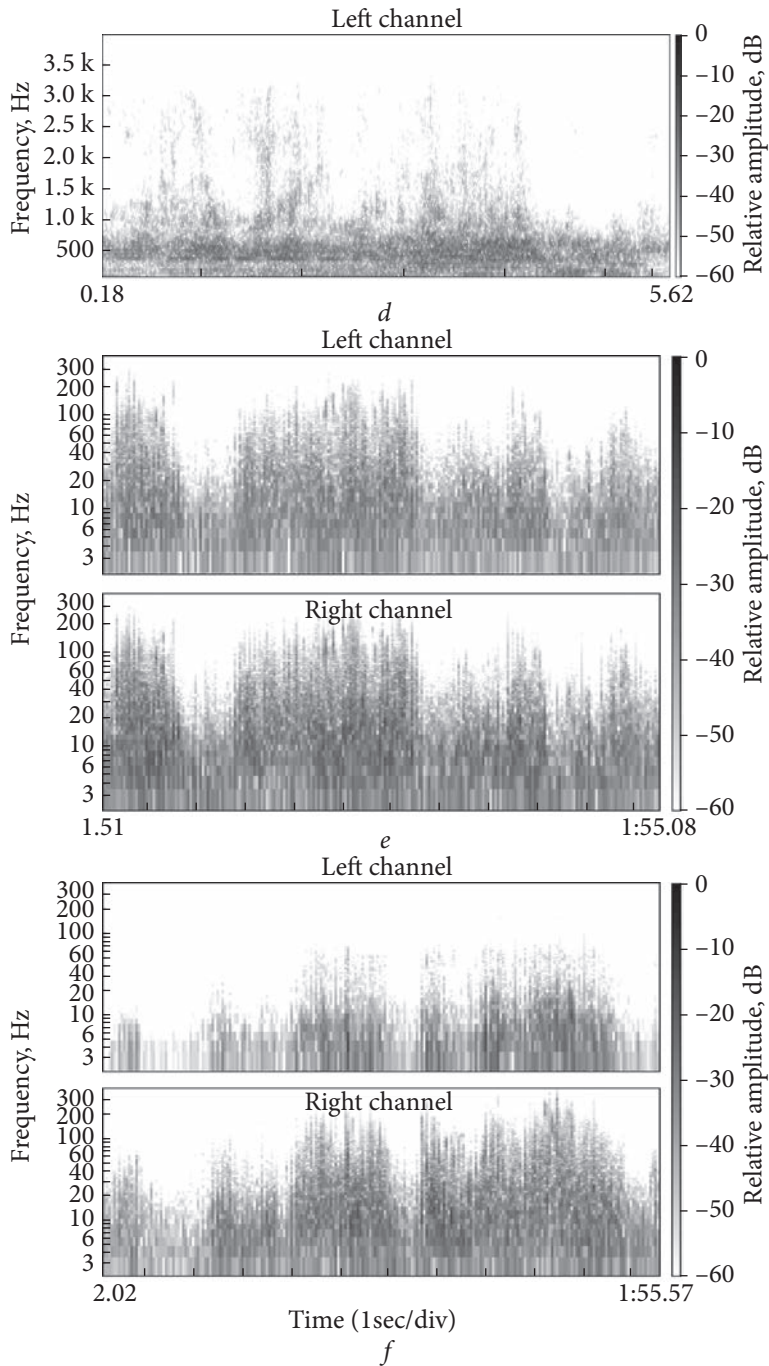 Left channel
Frequency, Hz
3.5 k
3.0 k
2.5 k
2.0 k
1.5 k
1.0 k
500
0
−10
−20
−30
−40
−50
−60
Relative amplitude, dB
0.18
5.62
d
Left channel
Frequency, Hz
300
200
100
60
40
20
10
6
3
Right channel
300
200
100
60
40
20
10
6
3
0
−10
−20
−30
−40
−50
−60
Relative amplitude, dB
1.51
1:55.08
e
Left channel
Frequency, Hz
300
200
100
60
40
20
10
6
3
Right channel
Frequency, Hz
300
200
100
60
40
20
10
6
3
0
−10
−20
−30
−40
−50
−60
Relative amplitude, dB
2.02
1:55.57
Time (1sec/div)
f